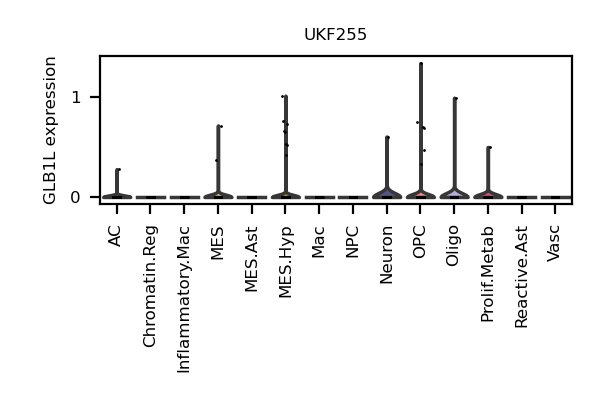 UKF255
GLB1L expression
1
0
AC
Chromatin.Reg
Inflammatory.Mac
MES
MES.Ast
MES.Hyp
Mac
NPC
Neuron
OPC
Oligo
Prolif.Metab
Reactive.Ast
Vasc